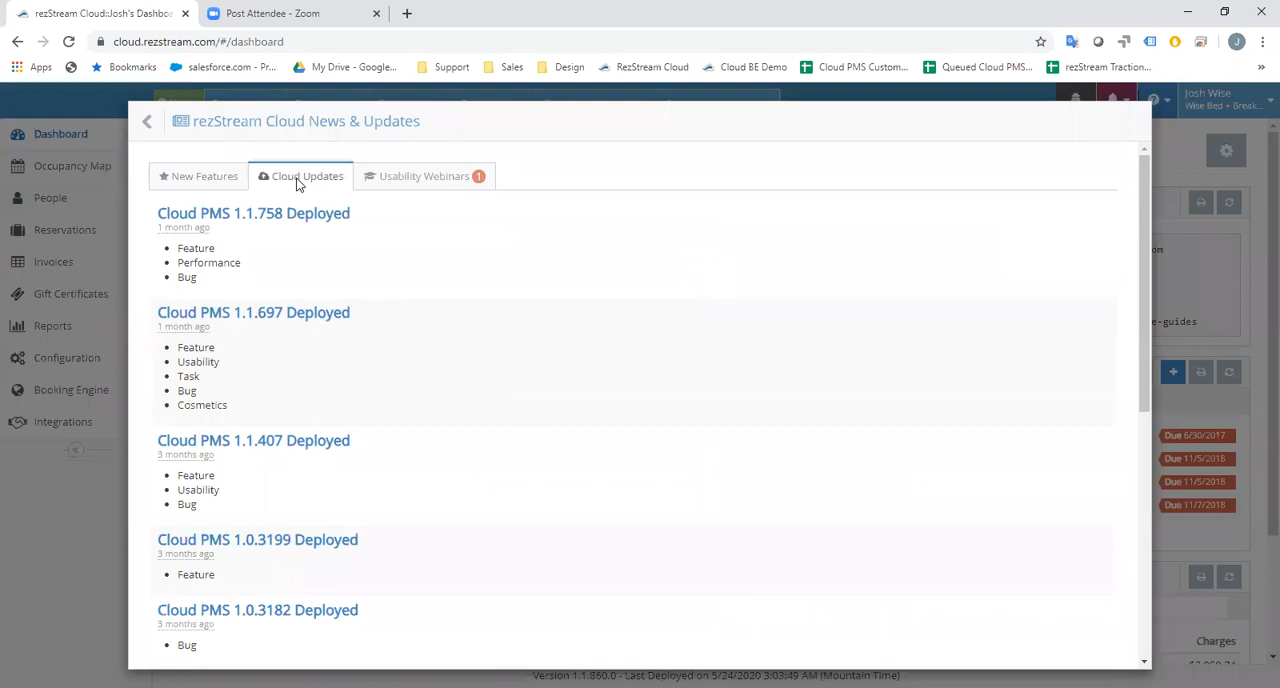 rezStream Cloud::Josh's Dashbo
Post Attendee - Zoom
cloud.rezstream.com/#/dashboard
Apps
Bookmarks
salesforce.com - Pr...
My Drive - Google...
Support
Sales
Design
RezStream Cloud
Cloud BE Demo
Cloud PMS Custom...
Queued Cloud PMS...
rezStream Traction...
»
J
Josh Wise
Wise Bed + Break...
Dashboard
Occupancy Map
People
Reservations
Invoices
Gift Certificates
Reports
Configuration
Booking Engine
Integrations
rezStream Cloud News & Updates
New Features
Cloud Updates
Usability Webinars 1
Cloud PMS 1.1.758 Deployed
1 month ago
• Feature
• Performance
• Bug
Cloud PMS 1.1.697 Deployed
1 month ago
• Feature
• Usability
• Task
• Bug
• Cosmetics
Cloud PMS 1.1.407 Deployed
3 months ago
• Feature
• Usability
• Bug
Cloud PMS 1.0.3199 Deployed
3 months ago
• Feature
Cloud PMS 1.0.3182 Deployed
3 months ago
• Bug
om
e-guides
Due 6/30/2017
Due 11/5/2018
Due 11/5/2018
Due 11/7/2018
Charges
Version 1.1.860.0 - Last Deployed on 5/24/2020 3:03:49 AM (Mountain Time)